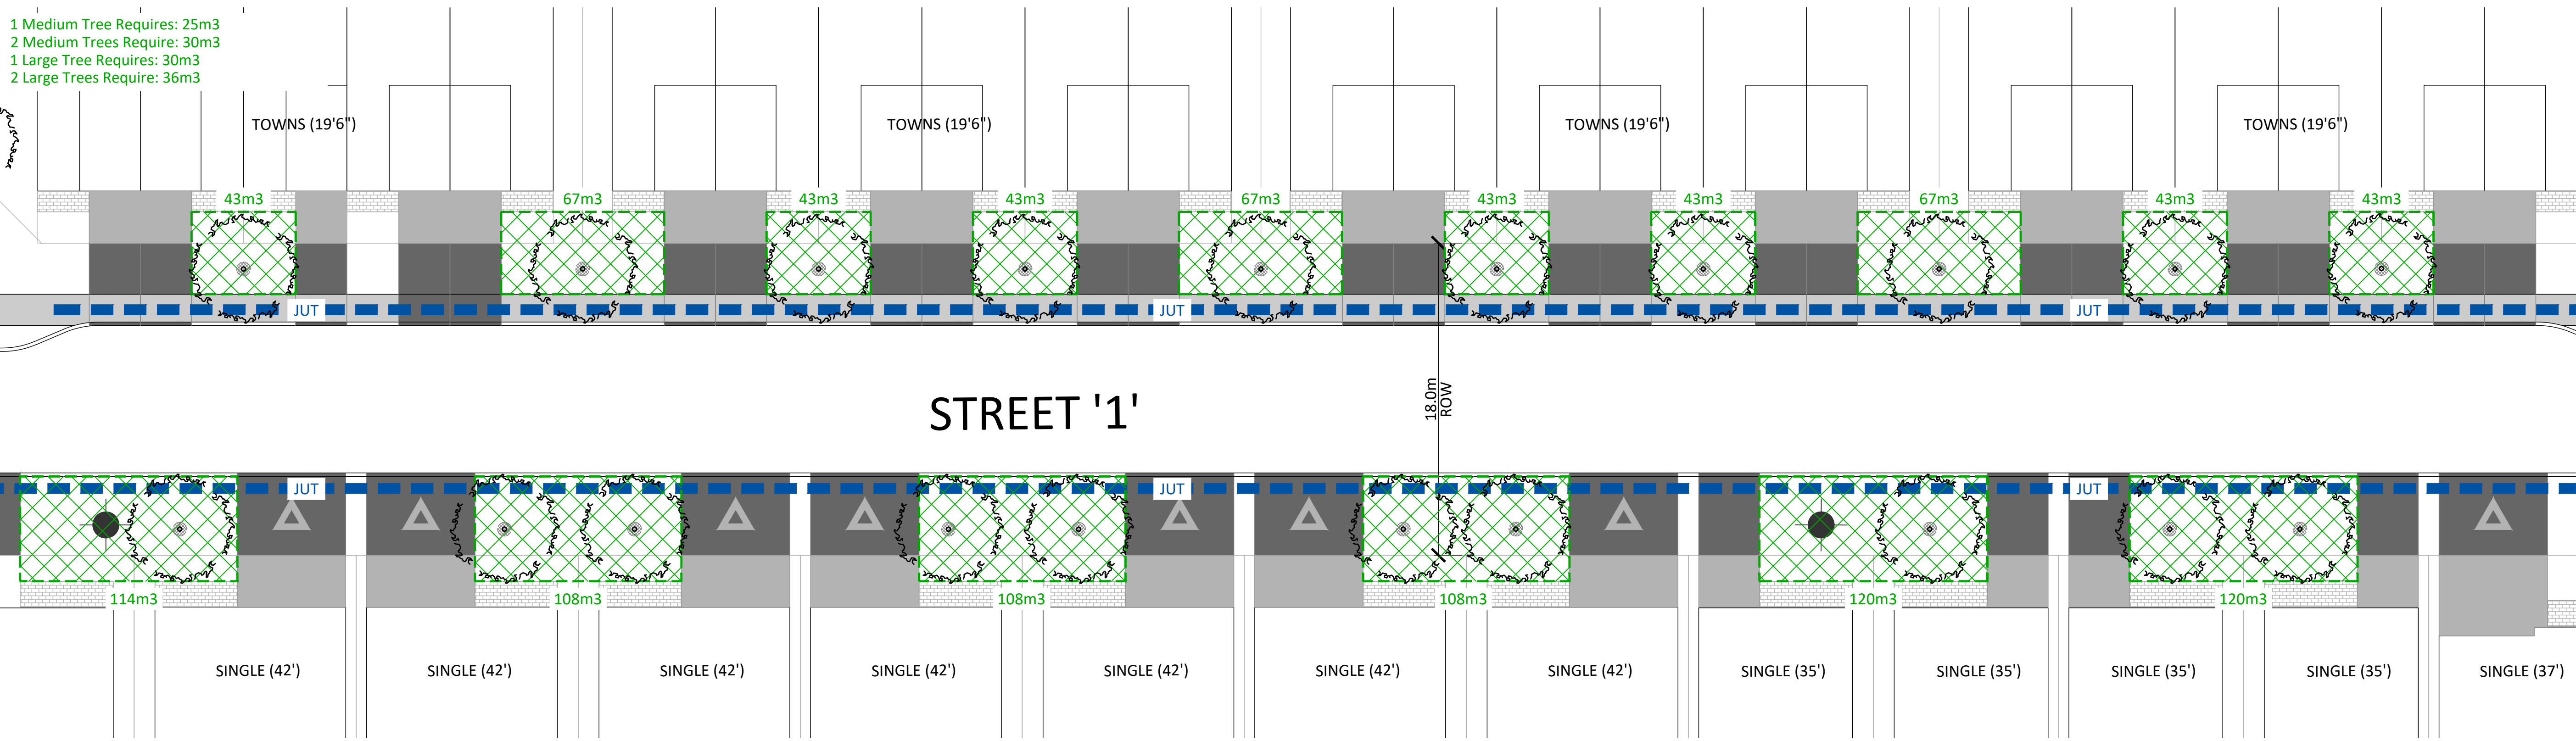 1 Medium Tree Requires: 25m3
2 Medium Trees Require: 30m3
1 Large Tree Requires: 30m3
2 Large Trees Require: 36m3
TOWNS (19'6") TOWNS (19'6") TOWNS (19'6") TOWNS (19'6")
43m3 67m3 43m3 43m3 67m3 43m3 43m3 67m3 43m3 43m3
JUT JUT JUT
18.0m
ROW
STREET '1'
JUT JUT JUT
114m3 108m3 108m3 108m3 120m3 120m3
SINGLE (42') SINGLE (42') SINGLE (42') SINGLE (42') SINGLE (42') SINGLE (42') SINGLE (42') SINGLE (35') SINGLE (35') SINGLE (35') SINGLE (35') SINGLE (37')